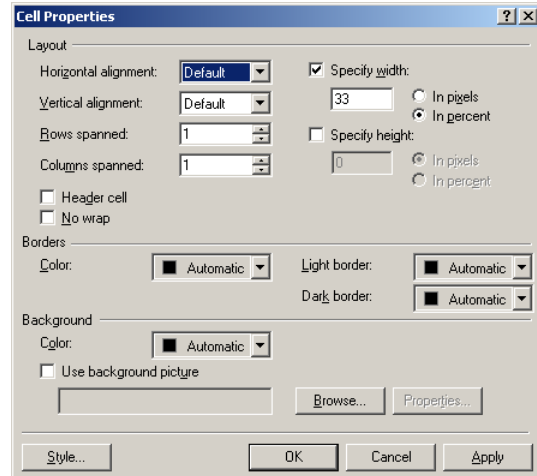 Cell Properties
Layout
Horizontal alignment: Default
Specify width:
33
In pixels
In percent
Vertical alignment: Default
Rows spanned: 1
Specify height:
0
In pixels
In percent
Columns spanned: 1
Header cell
No wrap
Borders
Color: Automatic
Light border: Automatic
Dark border: Automatic
Background
Color: Automatic
Use background picture
Browse... Properties...
Style... OK Cancel Apply